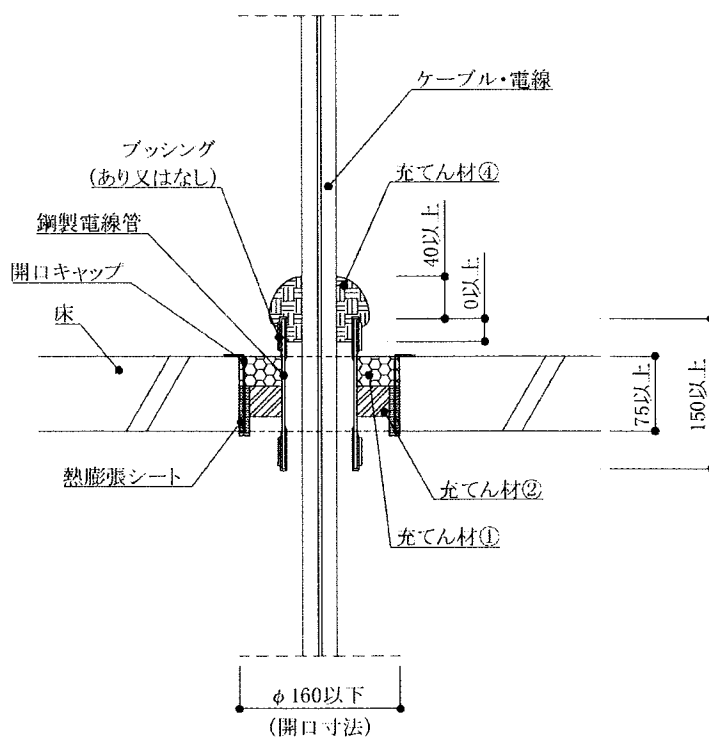 ケーブル・電線
ブッシング
(あり又はなし)
充てん材④
鋼製電線管
開口キャップ
床
40以上
0以上
75以上
150以上
熱膨張シート
充てん材②
充てん材①
φ160以下
(開口寸法)